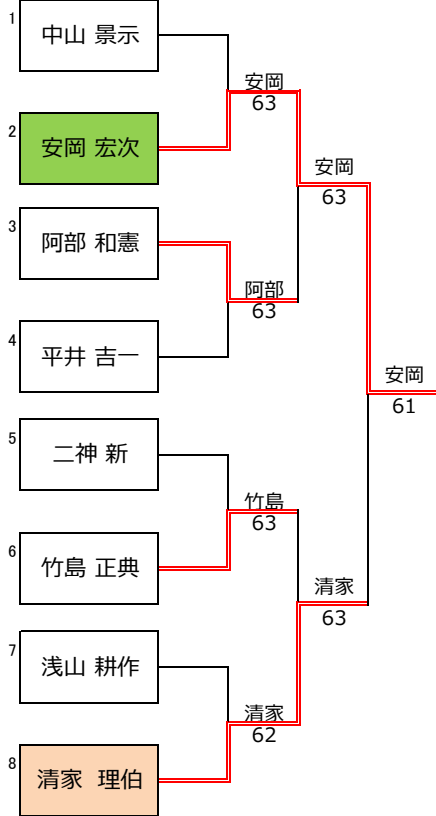 1
中山 景示
2
安岡 宏次
3
阿部 和憲
4
平井 吉一
5
二神 新
6
竹島 正典
7
浅山 耕作
8
清家 理伯
安岡
63
阿部
63
竹島
63
清家
62
安岡
63
清家
63
安岡
61